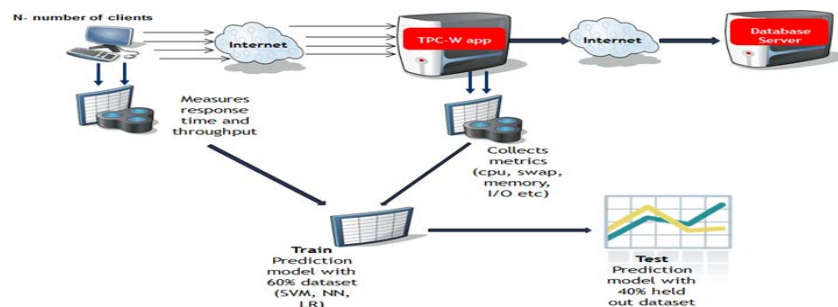 N- number of clients
Internet
TPC-W app
Internet
Database
Server
Measures
response
time and
throughput
Collects
metrics
(cpu, swap,
memory,
I/O etc)
Train
Prediction
model with
60% dataset
(SVM, NN,
LR)
Test
Prediction
model with
40% held
out dataset